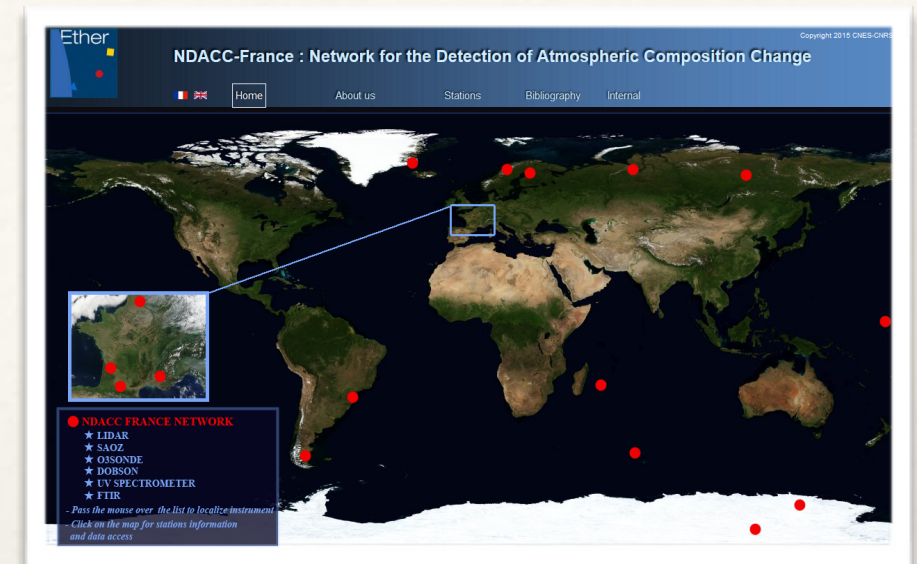 Ether
Copyright 2015 CNES-CNRS
NDACC-France : Network for the Detection of Atmospheric Composition Change
Home About us Stations Bibliography Internal
NDACC FRANCE NETWORK
★ LIDAR
★ SAOZ
★ O3SONDE
★ DOBSON
★ UV SPECTROMETER
★ FTIR
- Pass the mouse over the list to localize instrument
- Click on the map for stations information
and data access